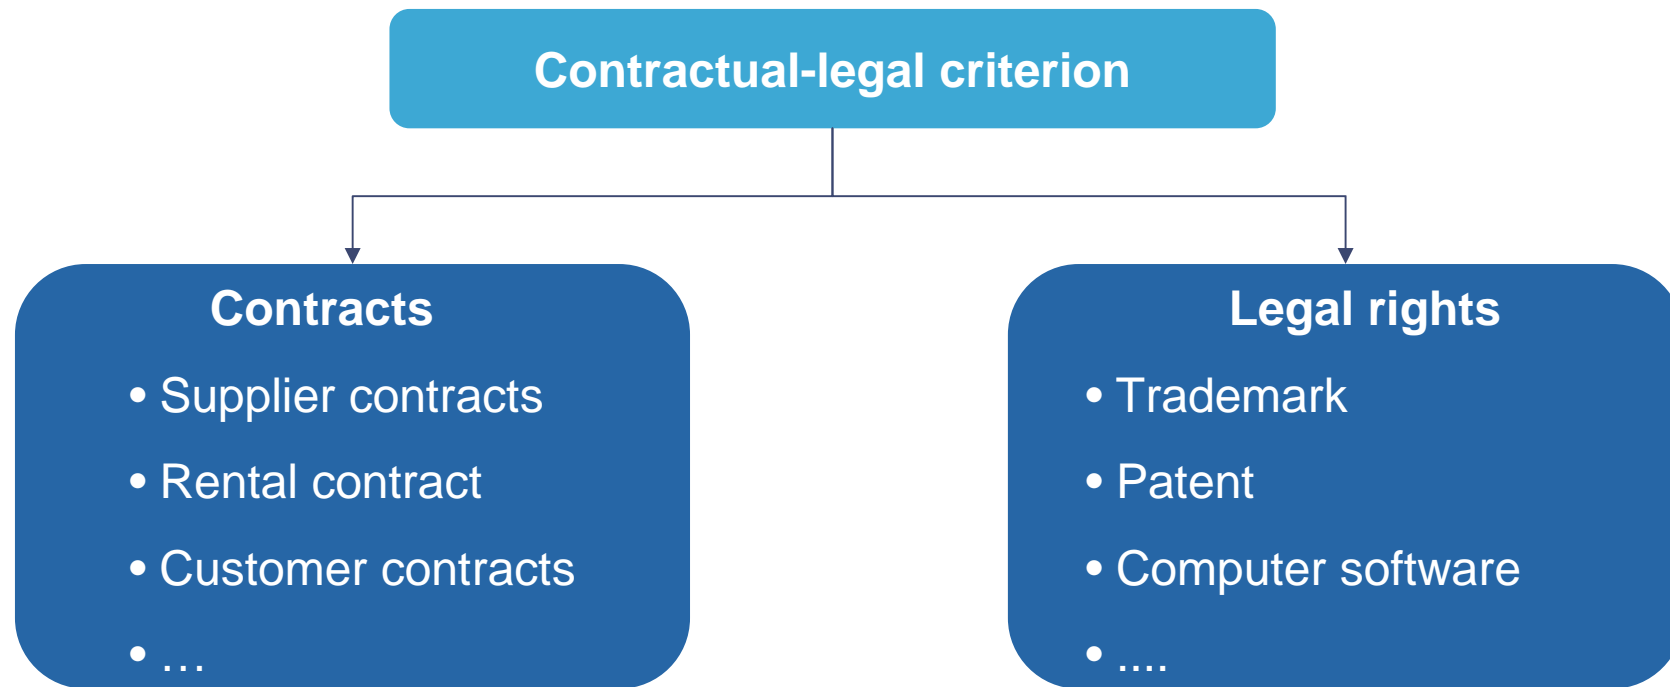 Contractual-legal criterion
Contracts
• Supplier contracts
• Rental contract
• Customer contracts
• …
Legal rights
• Trademark
• Patent
• Computer software
• ....